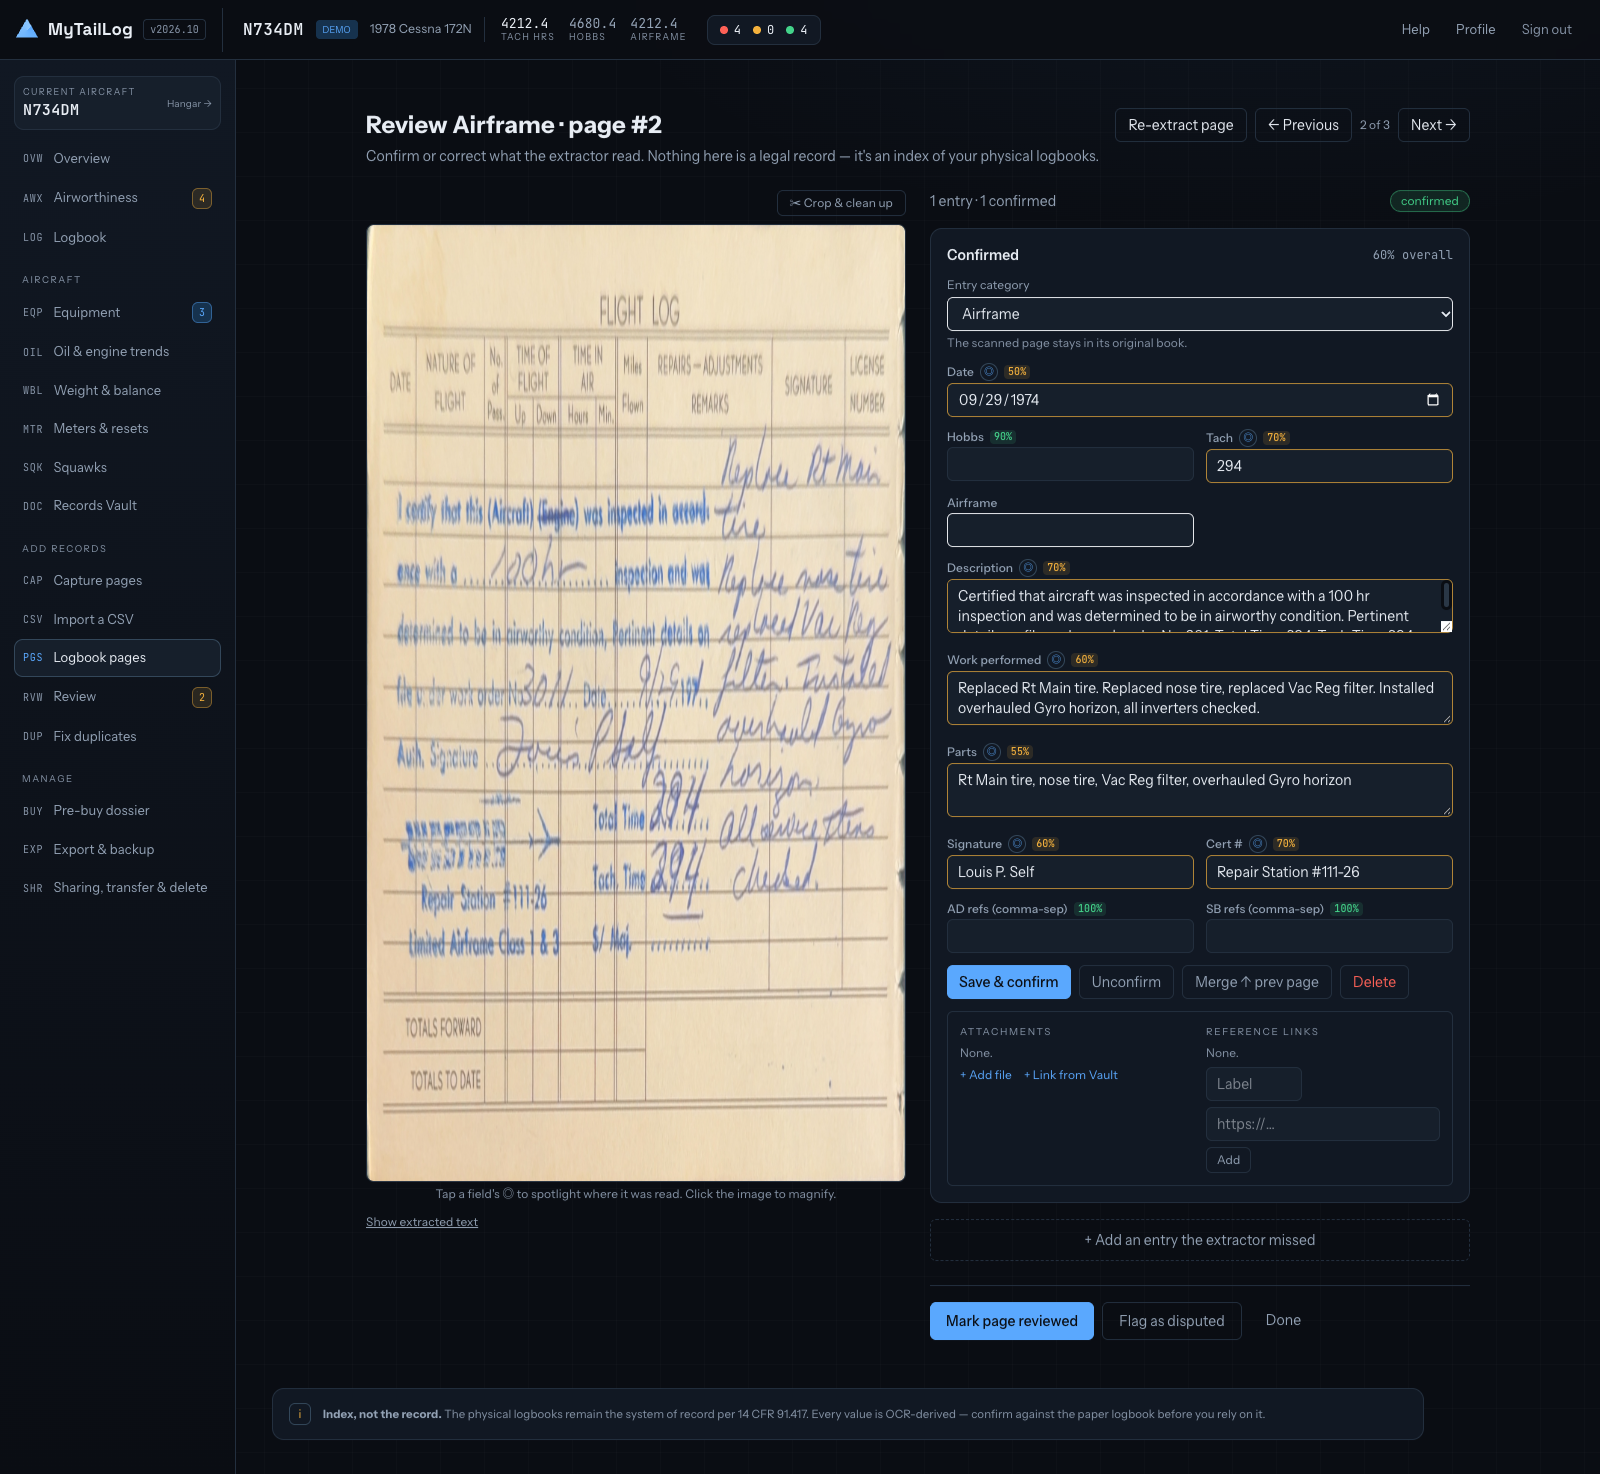 MyTailLog v2026.10
N734DM DEMO 1978 Cessna 172N
4212.4 TACH HRS
4680.4 HOBBS
4212.4 AIRFRAME
4 0 4
Help Profile Sign out
CURRENT AIRCRAFT
N734DM
Hangar →
OVW Overview
AWX Airworthiness 4
LOG Logbook
AIRCRAFT
EQP Equipment 3
OIL Oil & engine trends
WBL Weight & balance
MTR Meters & resets
SQK Squawks
DOC Records Vault
ADD RECORDS
CAP Capture pages
CSV Import a CSV
PGS Logbook pages
RVW Review 2
DUP Fix duplicates
MANAGE
BUY Pre-buy dossier
EXP Export & backup
SHR Sharing, transfer & delete
Review Airframe · page #2
Confirm or correct what the extractor read. Nothing here is a legal record — it's an index of your physical logbooks.
Re-extract page ← Previous 2 of 3 Next →
✂ Crop & clean up
FLIGHT LOG
DATE
NATURE OF FLIGHT
No. of Pass.
TIME OF FLIGHT
Up Down
TIME IN AIR
Hours Min.
Miles Flown
REPAIRS—ADJUSTMENTS REMARKS
SIGNATURE
LICENSE NUMBER
I certify that this (Aircraft) (Engine) was inspected in accord-
ance with a 100 hr inspection and was
determined to be in airworthy condition. Pertinent details on
file under work order No. Date
Auth. Signature
Total Time 294
Tach. Time 294
Repair Station #111-26
Limited Airframe Class 1 & 3
S/ Maj.
Replace Rt Main
tire
Replace nose tire
replaced Vac Reg
filter. Installed
overhauld Gyro
horizon,
all service items
checked.
TOTALS FORWARD
TOTALS TO DATE
Tap a field's ◎ to spotlight where it was read. Click the image to magnify.
Show extracted text
1 entry · 1 confirmed
confirmed
Confirmed
60% overall
Entry category
Airframe
The scanned page stays in its original book.
Date 50%
09/29/1974
Hobbs 90%
Tach 70%
294
Airframe
Description 70%
Certified that aircraft was inspected in accordance with a 100 hr
inspection and was determined to be in airworthy condition. Pertinent
Work performed 60%
Replaced Rt Main tire. Replaced nose tire, replaced Vac Reg filter. Installed
overhauled Gyro horizon, all inverters checked.
Parts 55%
Rt Main tire, nose tire, Vac Reg filter, overhauled Gyro horizon
Signature 60%
Louis P. Self
Cert # 70%
Repair Station #111-26
AD refs (comma-sep) 100%
SB refs (comma-sep) 100%
Save & confirm Unconfirm Merge ↑ prev page Delete
ATTACHMENTS
None.
+ Add file + Link from Vault
REFERENCE LINKS
None.
Label
https://...
Add
+ Add an entry the extractor missed
Mark page reviewed Flag as disputed Done
i Index, not the record. The physical logbooks remain the system of record per 14 CFR 91.417. Every value is OCR-derived — confirm against the paper logbook before you rely on it.